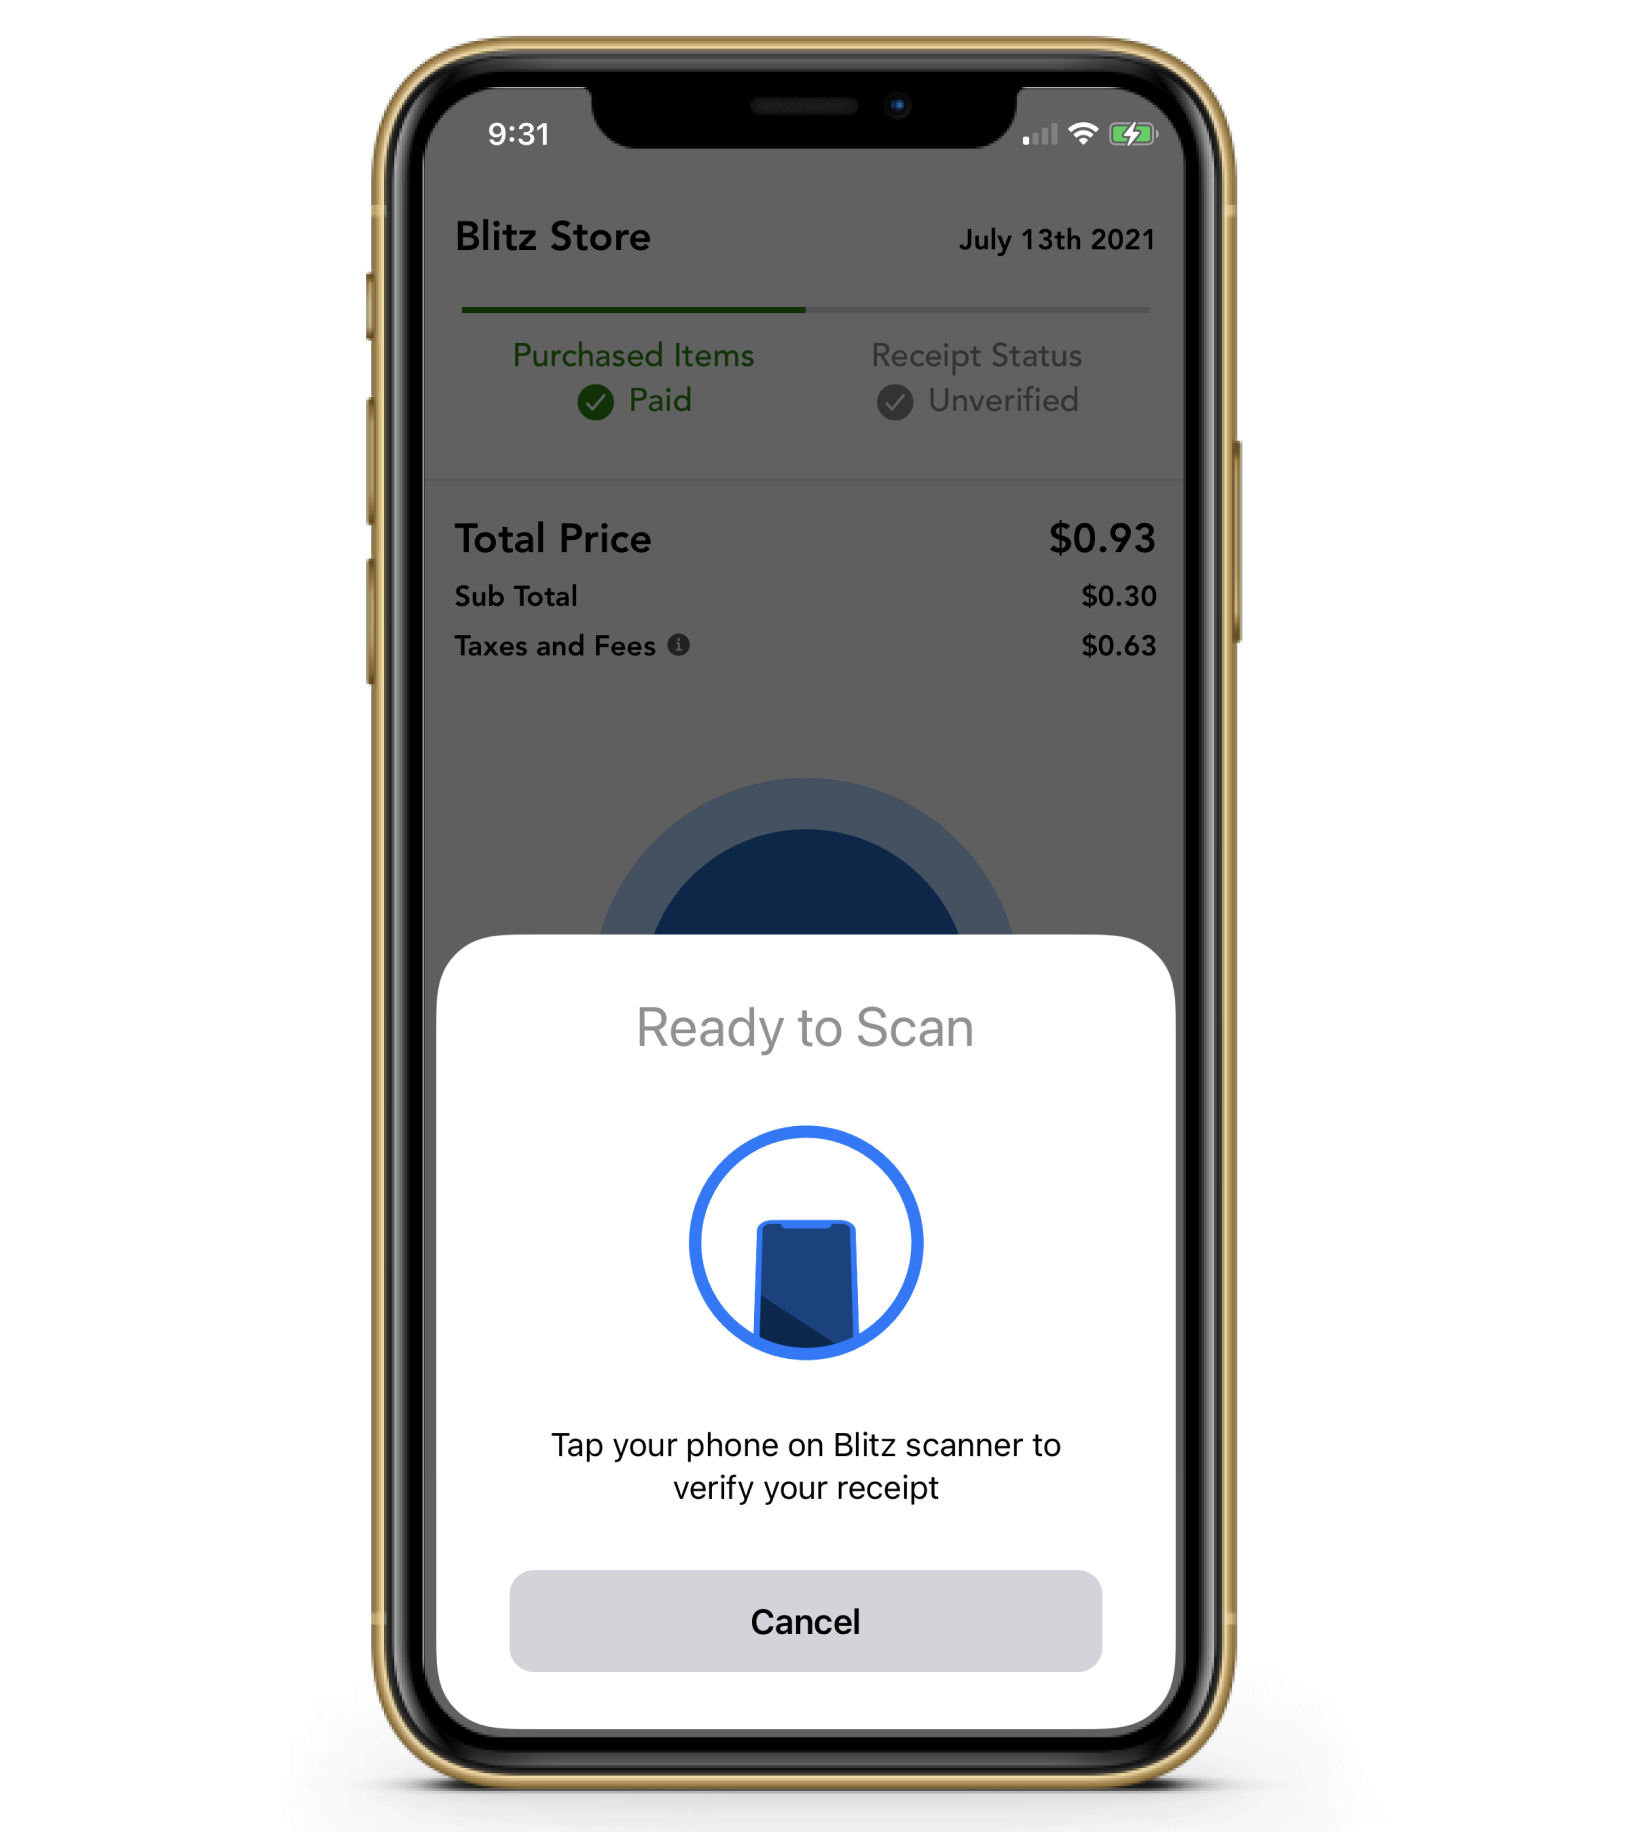 9:31
Blitz Store
July 13th 2021
Purchased Items
Paid
Receipt Status
Unverified
Total Price $0.93
Sub Total $0.30
Taxes and Fees $0.63
Ready to Scan
Tap your phone on Blitz scanner to
verify your receipt
Cancel